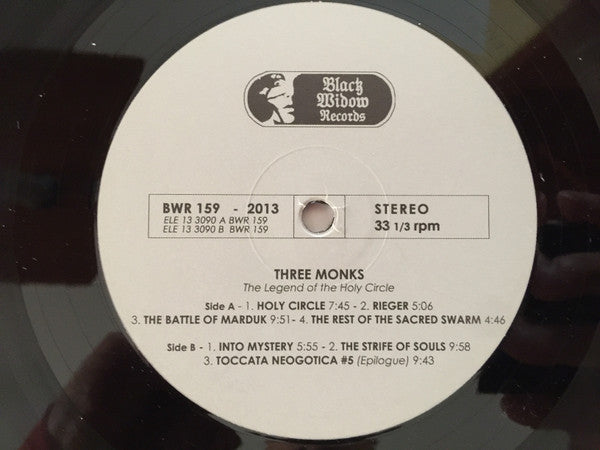 Black
Widow
Records
BWR 159 - 2013
ELE 13 3090 A BWR 159
ELE 13 3090 B BWR 159
STEREO
33 1/3 rpm
THREE MONKS
The Legend of the Holy Circle
Side A - 1. HOLY CIRCLE 7:45 - 2. RIEGER 5:06
3. THE BATTLE OF MARDUK 9:51- 4. THE REST OF THE SACRED SWARM 4:46
Side B - 1. INTO MYSTERY 5:55 - 2. THE STRIFE OF SOULS 9:58
3. TOCCATA NEOGOTICA #5 (Epilogue) 9:43